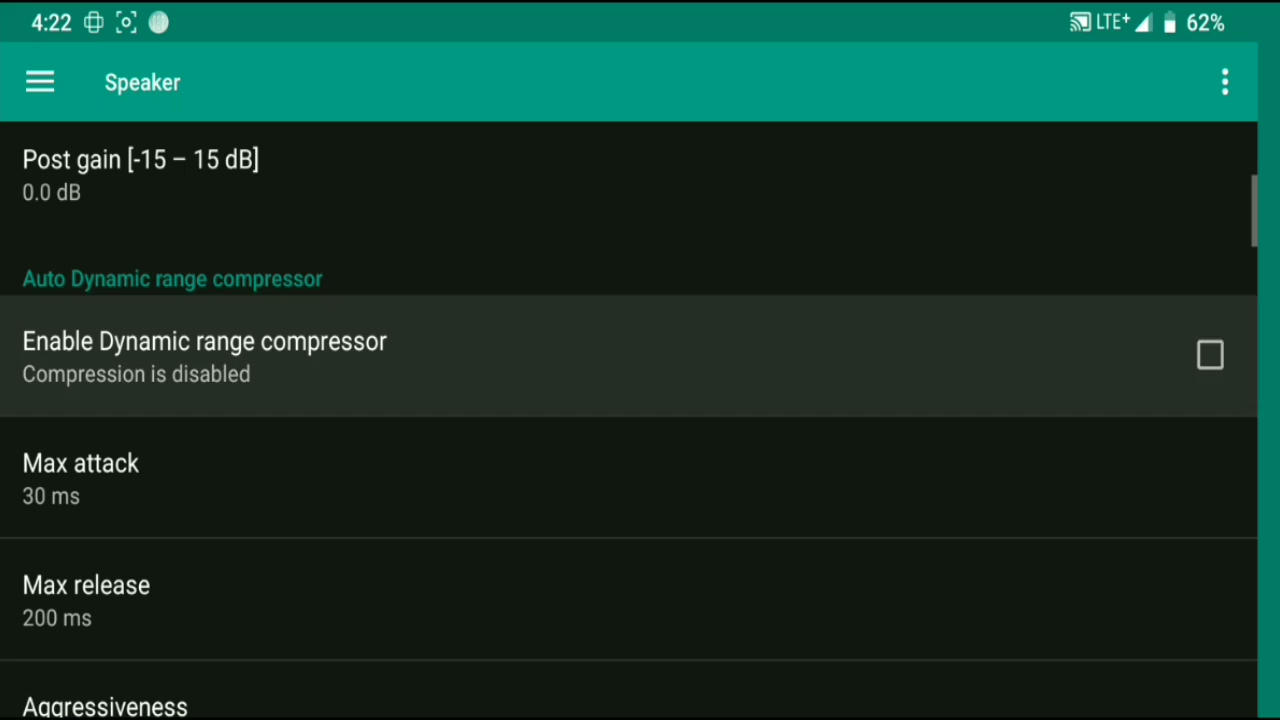 4:22 LTE+ 62%
Speaker
Post gain [-15 – 15 dB]
0.0 dB
Auto Dynamic range compressor
Enable Dynamic range compressor
Compression is disabled
Max attack
30 ms
Max release
200 ms
Aggressiveness